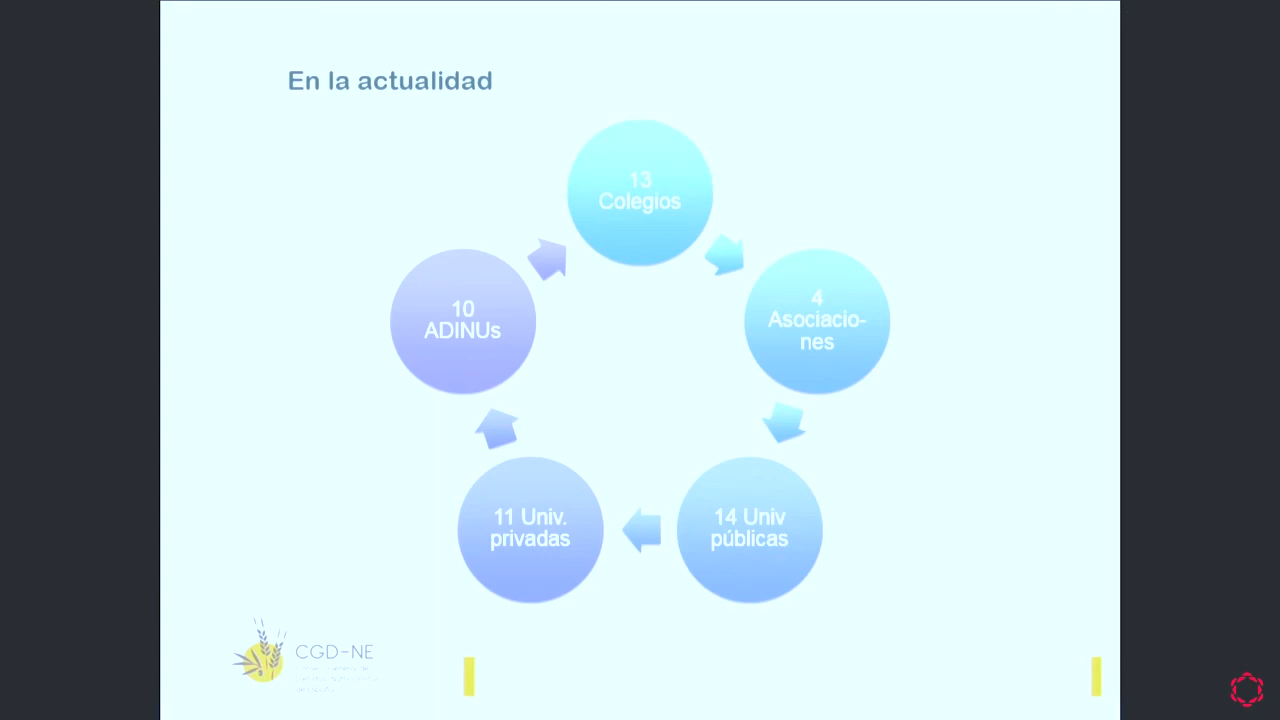 En la actualidad
13
Colegios
4
Asociacio-
nes
14 Univ
públicas
11 Univ.
privadas
10
ADINUs
CGD-NE